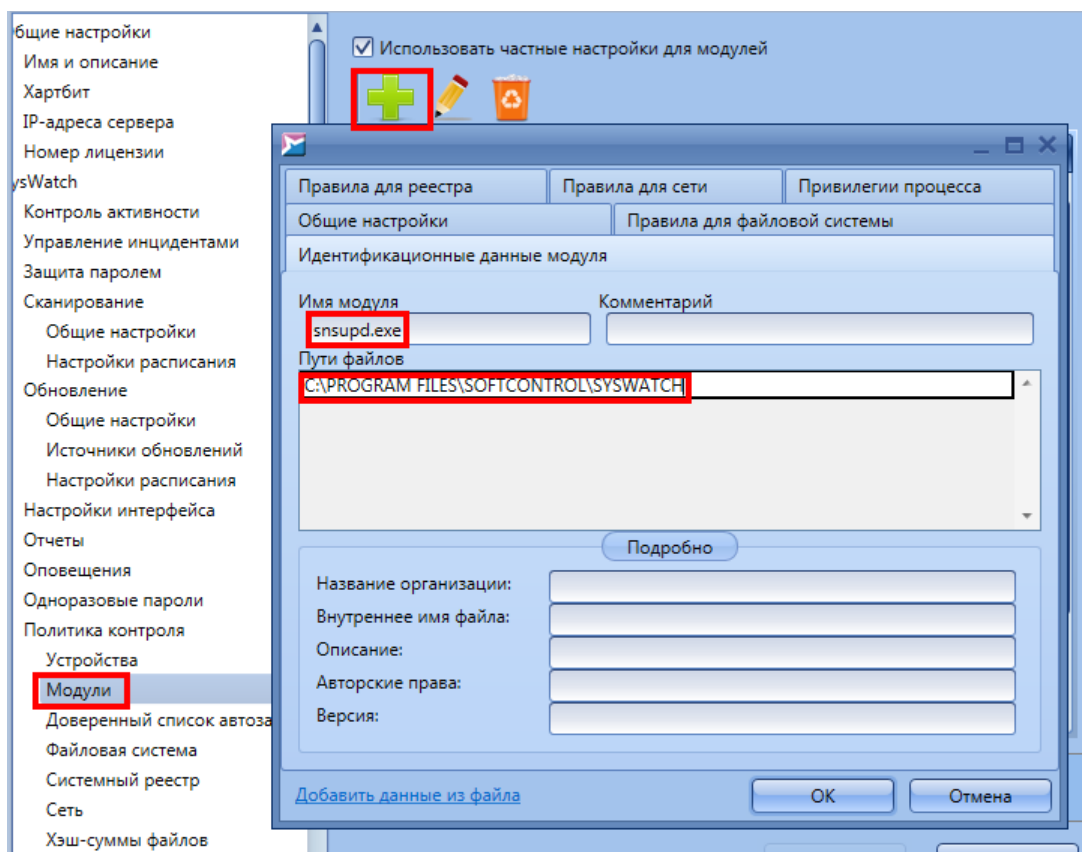 бщие настройки
Имя и описание
Хартбит
IP-адреса сервера
Номер лицензии
ysWatch
Контроль активности
Управление инцидентами
Защита паролем
Сканирование
Общие настройки
Настройки расписания
Обновление
Общие настройки
Источники обновлений
Настройки расписания
Настройки интерфейса
Отчеты
Оповещения
Одноразовые пароли
Политика контроля
Устройства
Модули
Доверенный список автоза
Файловая система
Системный реестр
Сеть
Хэш-суммы файлов
Использовать частные настройки для модулей
Правила для реестра Правила для сети Привилегии процесса
Общие настройки Правила для файловой системы
Идентификационные данные модуля
Имя модуля Комментарий
snsupd.exe
Пути файлов
C:\PROGRAM FILES\SOFTCONTROL\SYSWATCH
Подробно
Название организации:
Внутреннее имя файла:
Описание:
Авторские права:
Версия:
Добавить данные из файла OK Отмена